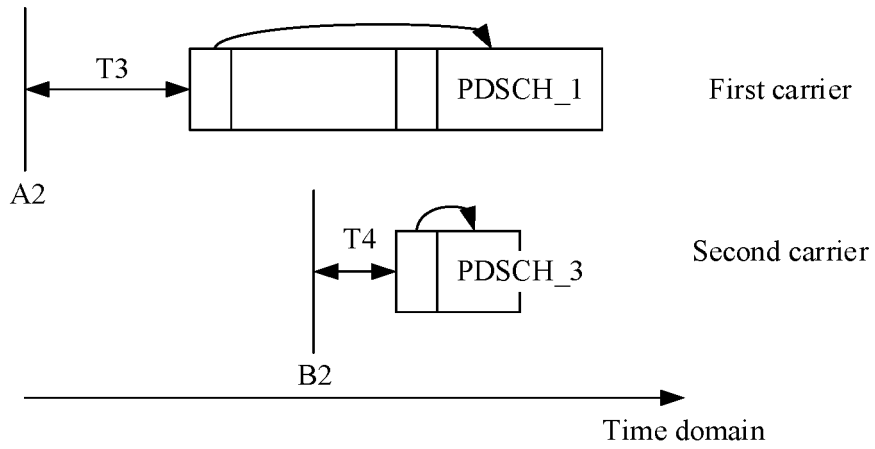 T3
PDSCH_1
First carrier
A2
T4
PDSCH_3
Second carrier
B2
Time domain